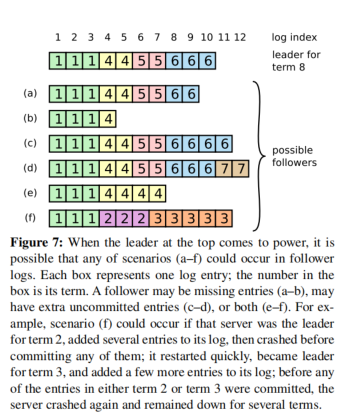 1 2 3 4 5 6 7 8 9 10 11 12 log index
1 1 1 4 4 5 5 6 6 6 leader for
term 8
(a) 1 1 1 4 4 5 5 6 6
(b) 1 1 1 4
(c) 1 1 1 4 4 5 5 6 6 6 6
possible
followers
(d) 1 1 1 4 4 5 5 6 6 6 7 7
(e) 1 1 1 4 4 4 4
(f) 1 1 1 2 2 2 3 3 3 3 3
Figure 7: When the leader at the top comes to power, it is
possible that any of scenarios (a–f) could occur in follower
logs. Each box represents one log entry; the number in the
box is its term. A follower may be missing entries (a–b), may
have extra uncommitted entries (c–d), or both (e–f). For ex-
ample, scenario (f) could occur if that server was the leader
for term 2, added several entries to its log, then crashed before
committing any of them; it restarted quickly, became leader
for term 3, and added a few more entries to its log; before any
of the entries in either term 2 or term 3 were committed, the
server crashed again and remained down for several terms.